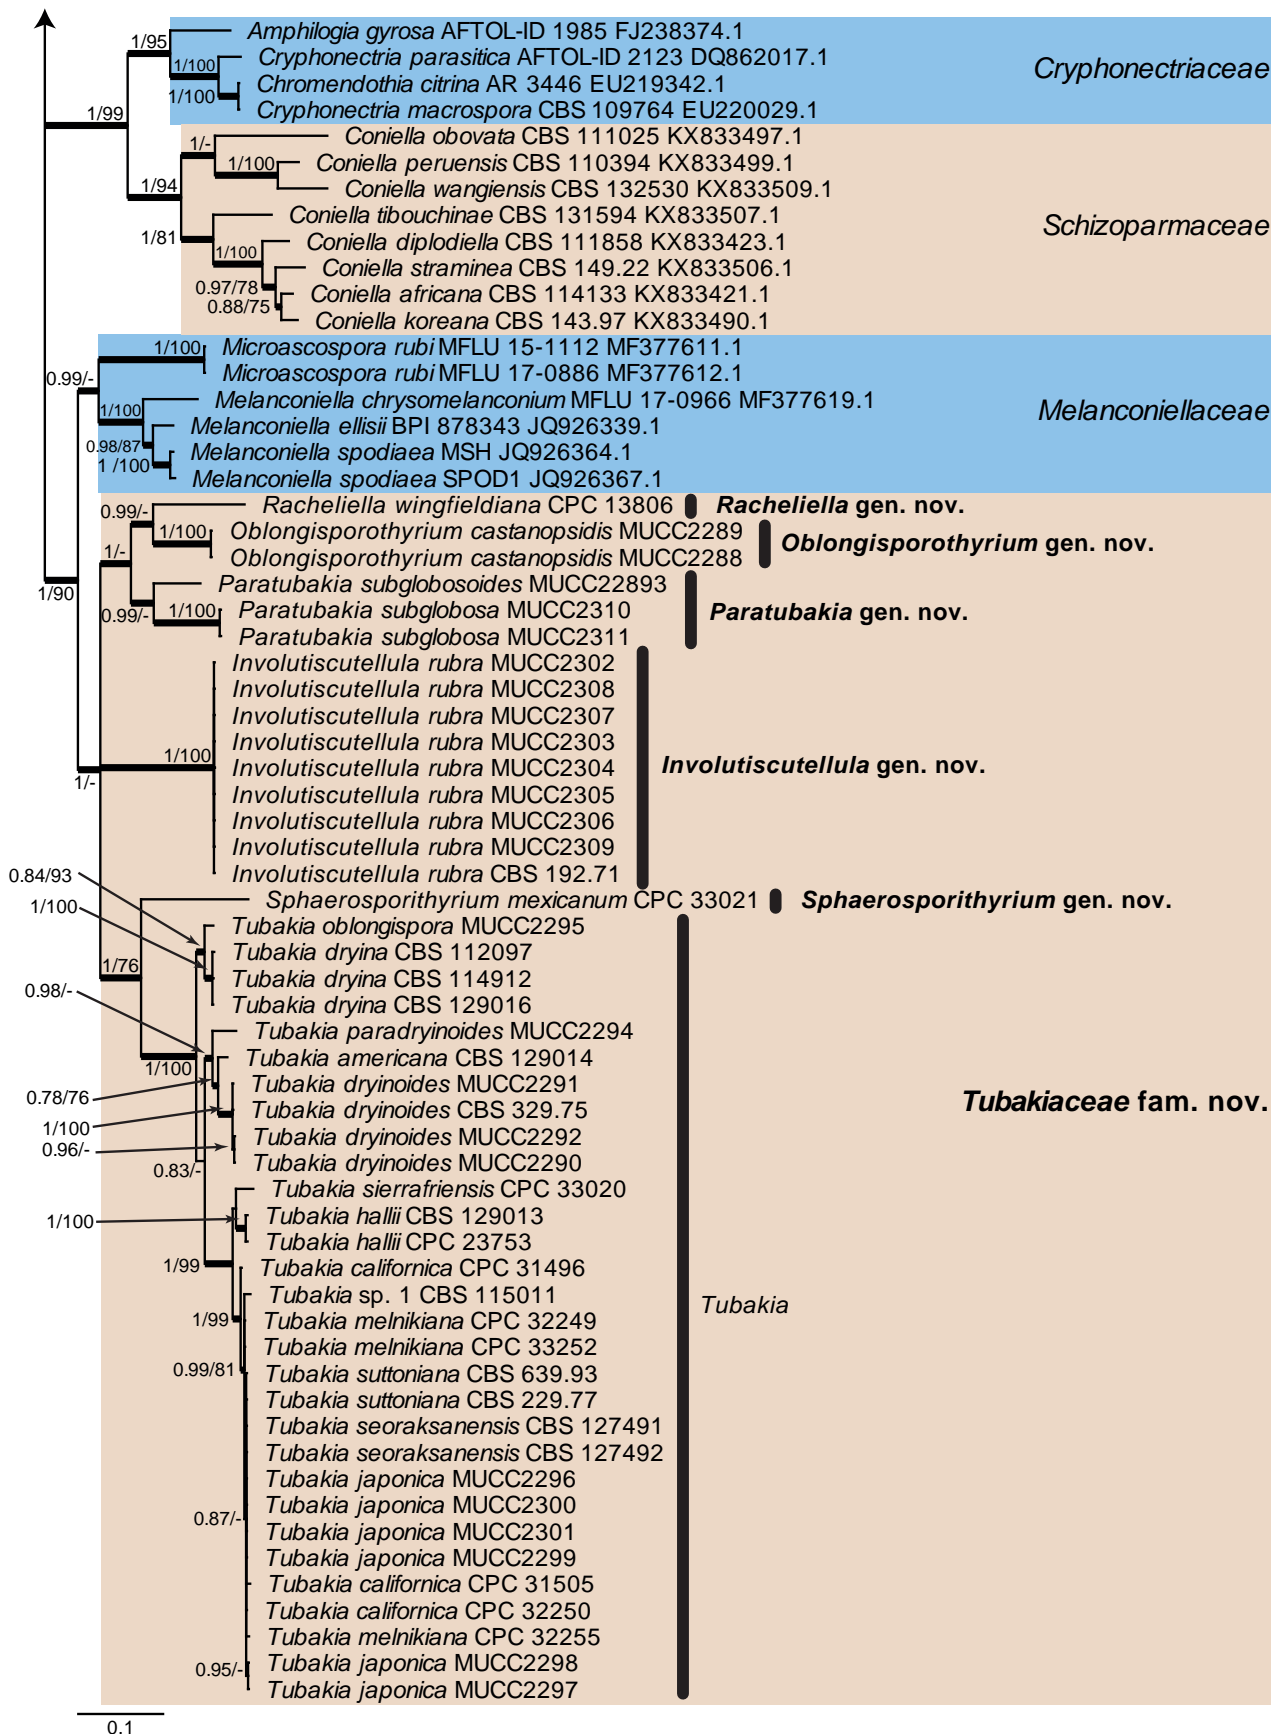 1/95
Amphilogia gyrosa AFTOL-ID 1985 FJ238374.1
1/100
Cryphonectria parasitica AFTOL-ID 2123 DQ862017.1
Cryphonectriaceae
1/100
Chromendothia citrina AR 3446 EU219342.1
1/99
Cryphonectria macrospora CBS 109764 EU220029.1
1/-
Coniella obovata CBS 111025 KX833497.1
1/100
Coniella peruensis CBS 110394 KX833499.1
1/94
Coniella wangiensis CBS 132530 KX833509.1
Coniella tibouchinae CBS 131594 KX833507.1
Schizoparmaceae
1/81
1/100
Coniella diplodiella CBS 111858 KX833423.1
Coniella straminea CBS 149.22 KX833506.1
0.97/78
Coniella africana CBS 114133 KX833421.1
0.88/75
Coniella koreana CBS 143.97 KX833490.1
1/100
Microascospora rubi MFLU 15-1112 MF377611.1
0.99/-
Microascospora rubi MFLU 17-0886 MF377612.1
1/100
Melanconiella chrysomelanconium MFLU 17-0966 MF377619.1
Melanconiellaceae
Melanconiella ellisii BPI 878343 JQ926339.1
0.98/87
Melanconiella spodiaea MSH JQ926364.1
1 /100
Melanconiella spodiaea SPOD1 JQ926367.1
0.99/-
Racheliella wingfieldiana CPC 13806
Racheliella gen. nov.
1/100
Oblongisporothyrium castanopsidis MUCC2289
Oblongisporothyrium gen. nov.
1/-
Oblongisporothyrium castanopsidis MUCC2288
1/90
Paratubakia subglobosoides MUCC22893
0.99/-
1/100
Paratubakia subglobosa MUCC2310
Paratubakia gen. nov.
Paratubakia subglobosa MUCC2311
Involutiscutellula rubra MUCC2302
Involutiscutellula rubra MUCC2308
Involutiscutellula rubra MUCC2307
Involutiscutellula rubra MUCC2303
1/100
Involutiscutellula rubra MUCC2304
Involutiscutellula gen. nov.
1/-
Involutiscutellula rubra MUCC2305
Involutiscutellula rubra MUCC2306
Involutiscutellula rubra MUCC2309
Involutiscutellula rubra CBS 192.71
0.84/93
Sphaerosporithyrium mexicanum CPC 33021
Sphaerosporithyrium gen. nov.
1/100
Tubakia oblongispora MUCC2295
Tubakia dryina CBS 112097
1/76
Tubakia dryina CBS 114912
0.98/-
Tubakia dryina CBS 129016
Tubakia paradryinoides MUCC2294
1/100
Tubakia americana CBS 129014
0.78/76
Tubakia dryinoides MUCC2291
Tubakiaceae fam. nov.
1/100
Tubakia dryinoides CBS 329.75
0.96/-
Tubakia dryinoides MUCC2292
0.83/-
Tubakia dryinoides MUCC2290
Tubakia sierrafriensis CPC 33020
1/100
Tubakia hallii CBS 129013
Tubakia hallii CPC 23753
1/99
Tubakia californica CPC 31496
Tubakia sp. 1 CBS 115011
Tubakia
1/99
Tubakia melnikiana CPC 32249
Tubakia melnikiana CPC 33252
0.99/81
Tubakia suttoniana CBS 639.93
Tubakia suttoniana CBS 229.77
Tubakia seoraksanensis CBS 127491
Tubakia seoraksanensis CBS 127492
Tubakia japonica MUCC2296
0.87/-
Tubakia japonica MUCC2300
Tubakia japonica MUCC2301
Tubakia japonica MUCC2299
Tubakia californica CPC 31505
Tubakia californica CPC 32250
Tubakia melnikiana CPC 32255
0.95/-
Tubakia japonica MUCC2298
Tubakia japonica MUCC2297
0.1